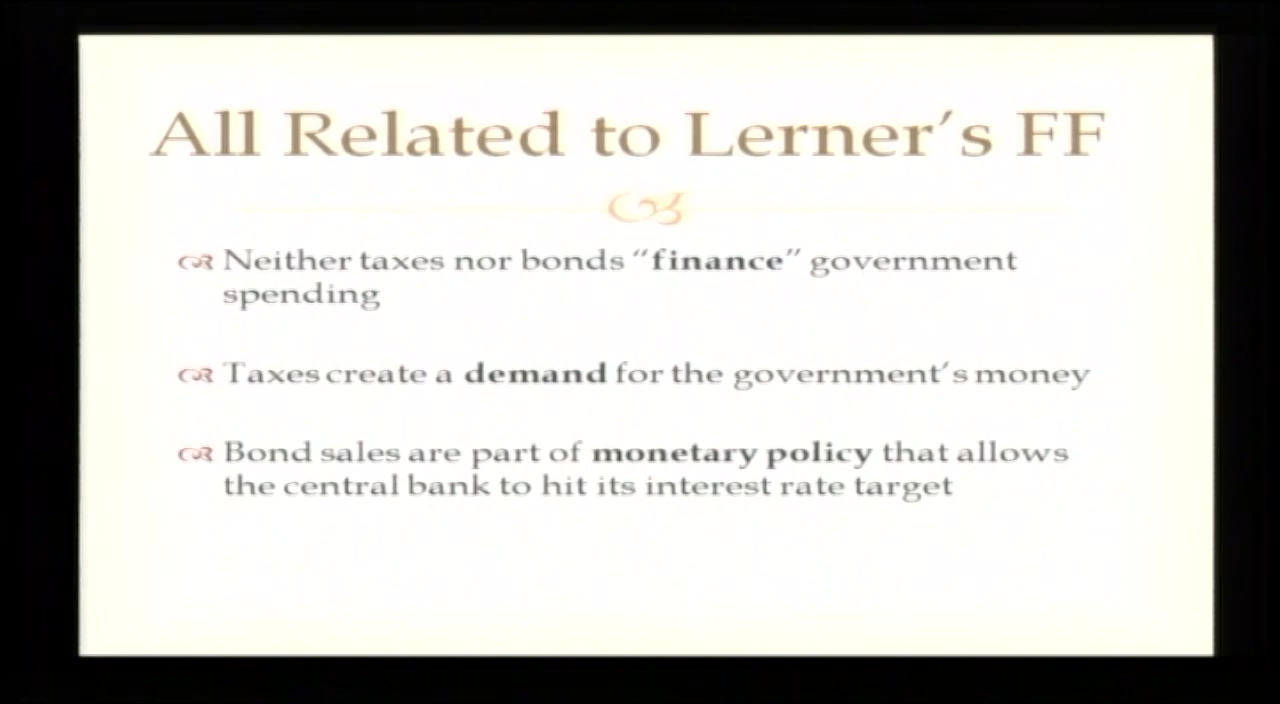 All Related to Lerner’s FF
Neither taxes nor bonds “finance” government
spending
Taxes create a demand for the government’s money
Bond sales are part of monetary policy that allows
the central bank to hit its interest rate target